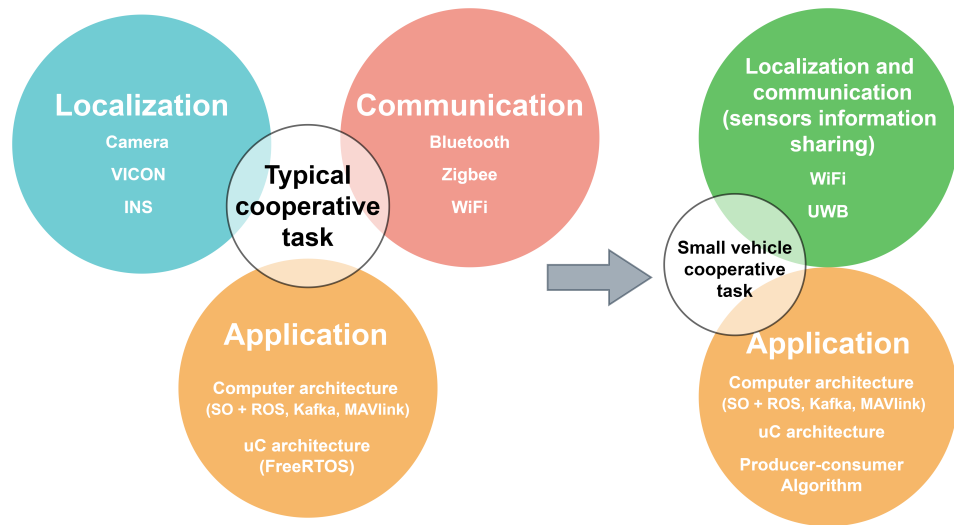 Localization
Camera
VICON
INS
Communication
Bluetooth
Zigbee
WiFi
Typical
cooperative
task
Application
Computer architecture
(SO + ROS, Kafka, MAVlink)
uC architecture
(FreeRTOS)
Localization and
communication
(sensors information
sharing)
WiFi
UWB
Small vehicle
cooperative
task
Application
Computer architecture
(SO + ROS, Kafka, MAVlink)
uC architecture
Producer-consumer
Algorithm